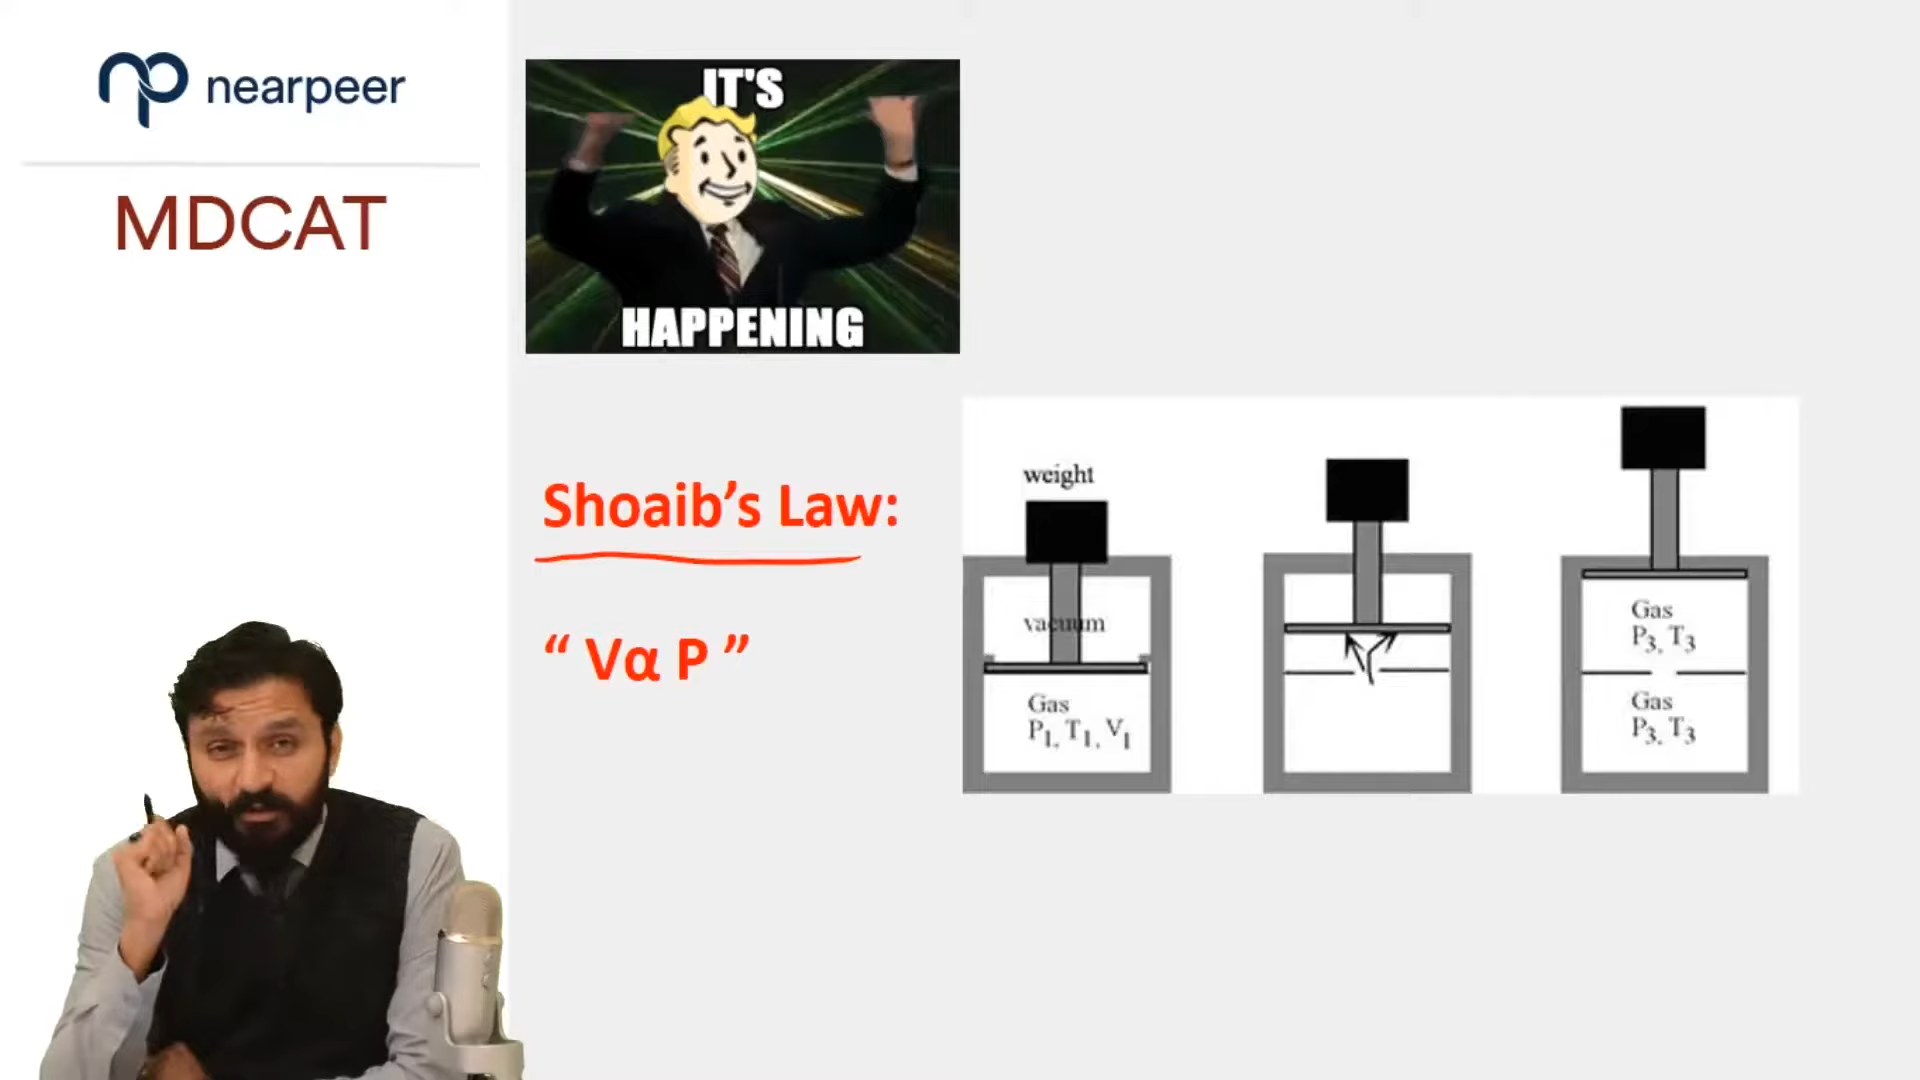 nearpeer
MDCAT
IT'S
HAPPENING
Shoaib’s Law:
“ Vα P ”
weight
vacuum
Gas
P1, T1, V1
Gas
P3, T3
Gas
P3, T3